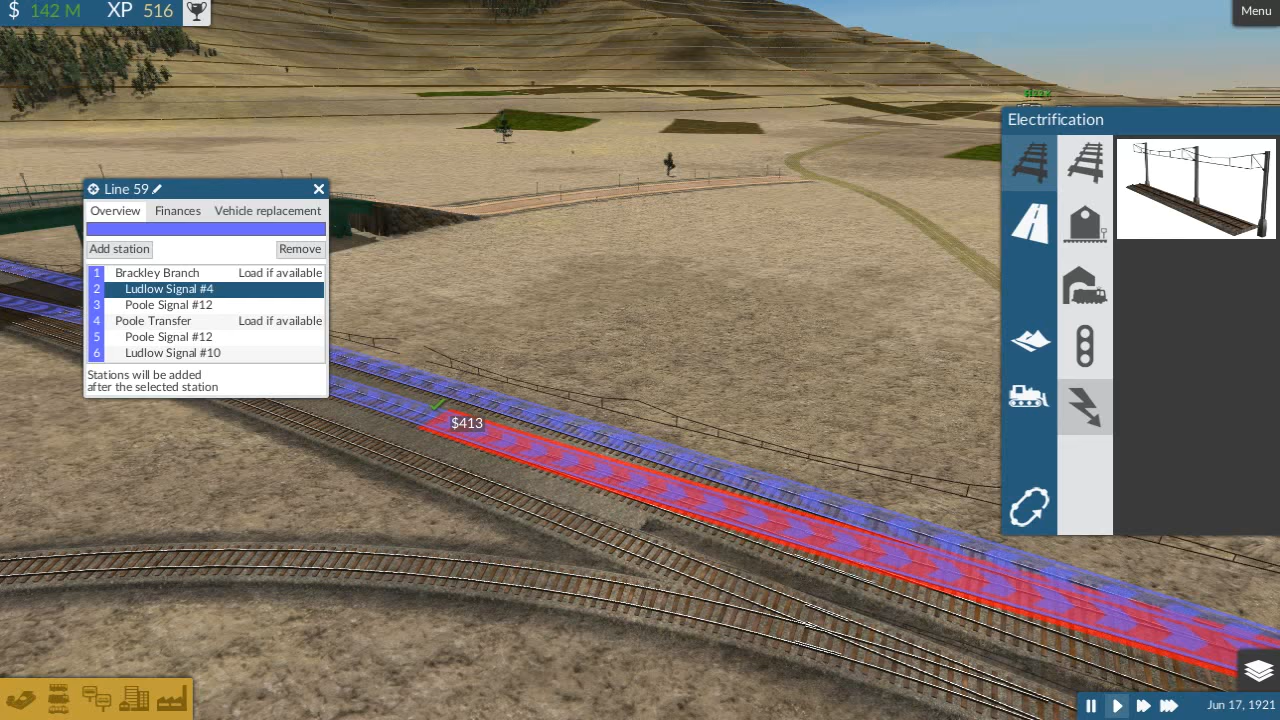 $ 142 M XP 516
Menu
Electrification
Line 59
Overview Finances Vehicle replacement
Add station Remove
1 Brackley Branch Load if available
2 Ludlow Signal #4
3 Poole Signal #12
4 Poole Transfer Load if available
5 Poole Signal #12
6 Ludlow Signal #10
Stations will be added
after the selected station
$413
Jun 17, 1921